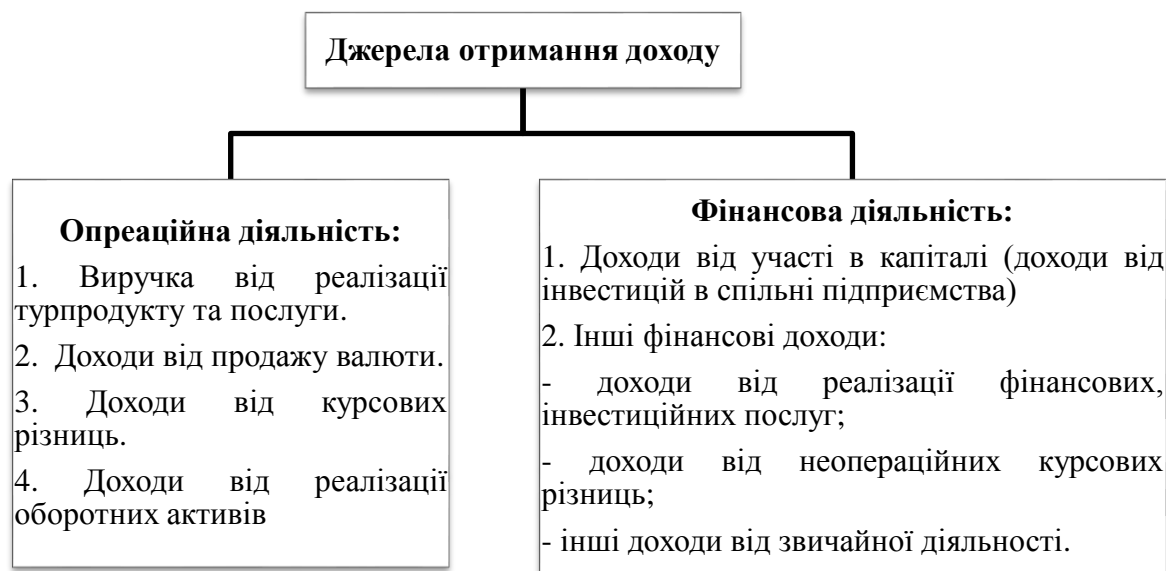 Джерела отримання доходу
Опреаційна діяльність:
1. Виручка від реалізації
турпродукту та послуги.
2. Доходи від продажу валюти.
3. Доходи від курсових
різниць.
4. Доходи від реалізації
оборотних активів
Фінансова діяльність:
1. Доходи від участі в капіталі (доходи від
інвестицій в спільні підприємства)
2. Інші фінансові доходи:
- доходи від реалізації фінансових,
інвестиційних послуг;
- доходи від неопераційних курсових
різниць;
- інші доходи від звичайної діяльності.